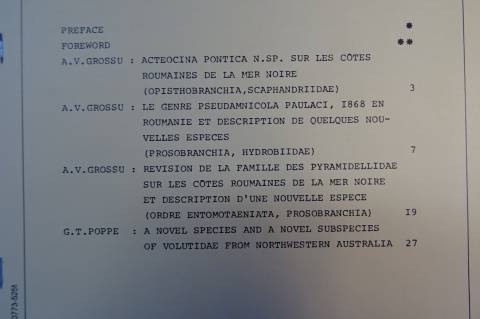 PREFACE *
FOREWORD **
A.V.GROSSU : ACTEOCINA PONTICA N.SP. SUR LES CÔTES
ROUMAINES DE LA MER NOIRE
(OPISTHOBRANCHIA,SCAPHANDRIIDAE) 3
A.V.GROSSU : LE GENRE PSEUDAMNICOLA PAULACI, I868 EN
ROUMANIE ET DESCRIPTION DE QUELQUES NOU-
VELLES ESPECES
(PROSOBRANCHIA, HYDROBIIDAE) 7
A.V.GROSSU : REVISION DE LA FAMILLE DES PYRAMIDELLIDAE
SUR LES CÔTES ROUMAINES DE LA MER NOIRE
ET DESCRIPTION D'UNE NOUVELLE ESPECE
(ORDRE ENTOMOTAENIATA, PROSOBRANCHIA) I9
G.T.POPPE : A NOVEL SPECIES AND A NOVEL SUBSPECIES
OF VOLUTIDAE FROM NORTHWESTERN AUSTRALIA 27